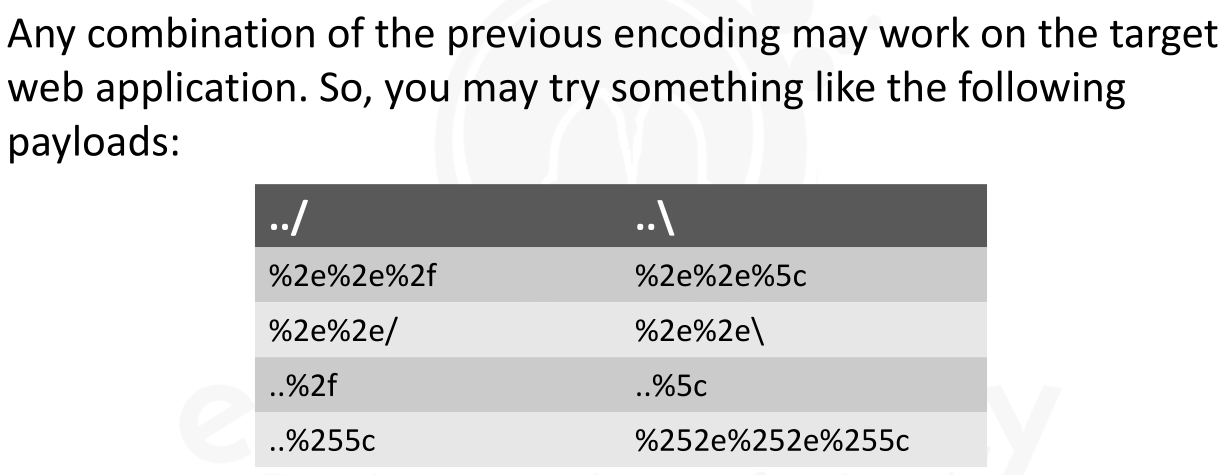 Any combination of the previous encoding may work on the target
web application. So, you may try something like the following
payloads:
../ ..\
%2e%2e%2f %2e%2e%5c
%2e%2e/ %2e%2e\
..%2f ..%5c
..%255c %252e%252e%255c